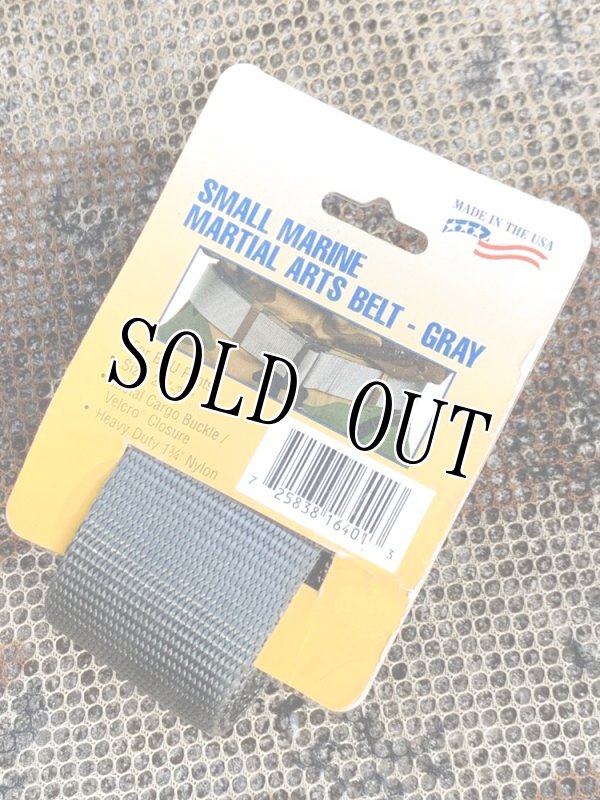 MADE IN THE USA
SMALL MARINE
MARTIAL ARTS BELT - GRAY
SOLD OUT
Cargo Buckle /
Velcro® Closure
• Heavy Duty 1¾" Nylon
7 25838 16401 3